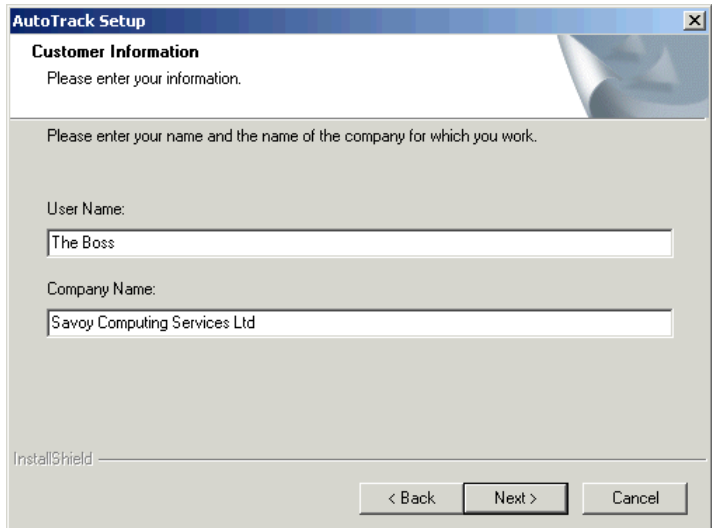 AutoTrack Setup
Customer Information
Please enter your information.
Please enter your name and the name of the company for which you work.
User Name:
The Boss
Company Name:
Savoy Computing Services Ltd
InstallShield
< Back Next > Cancel